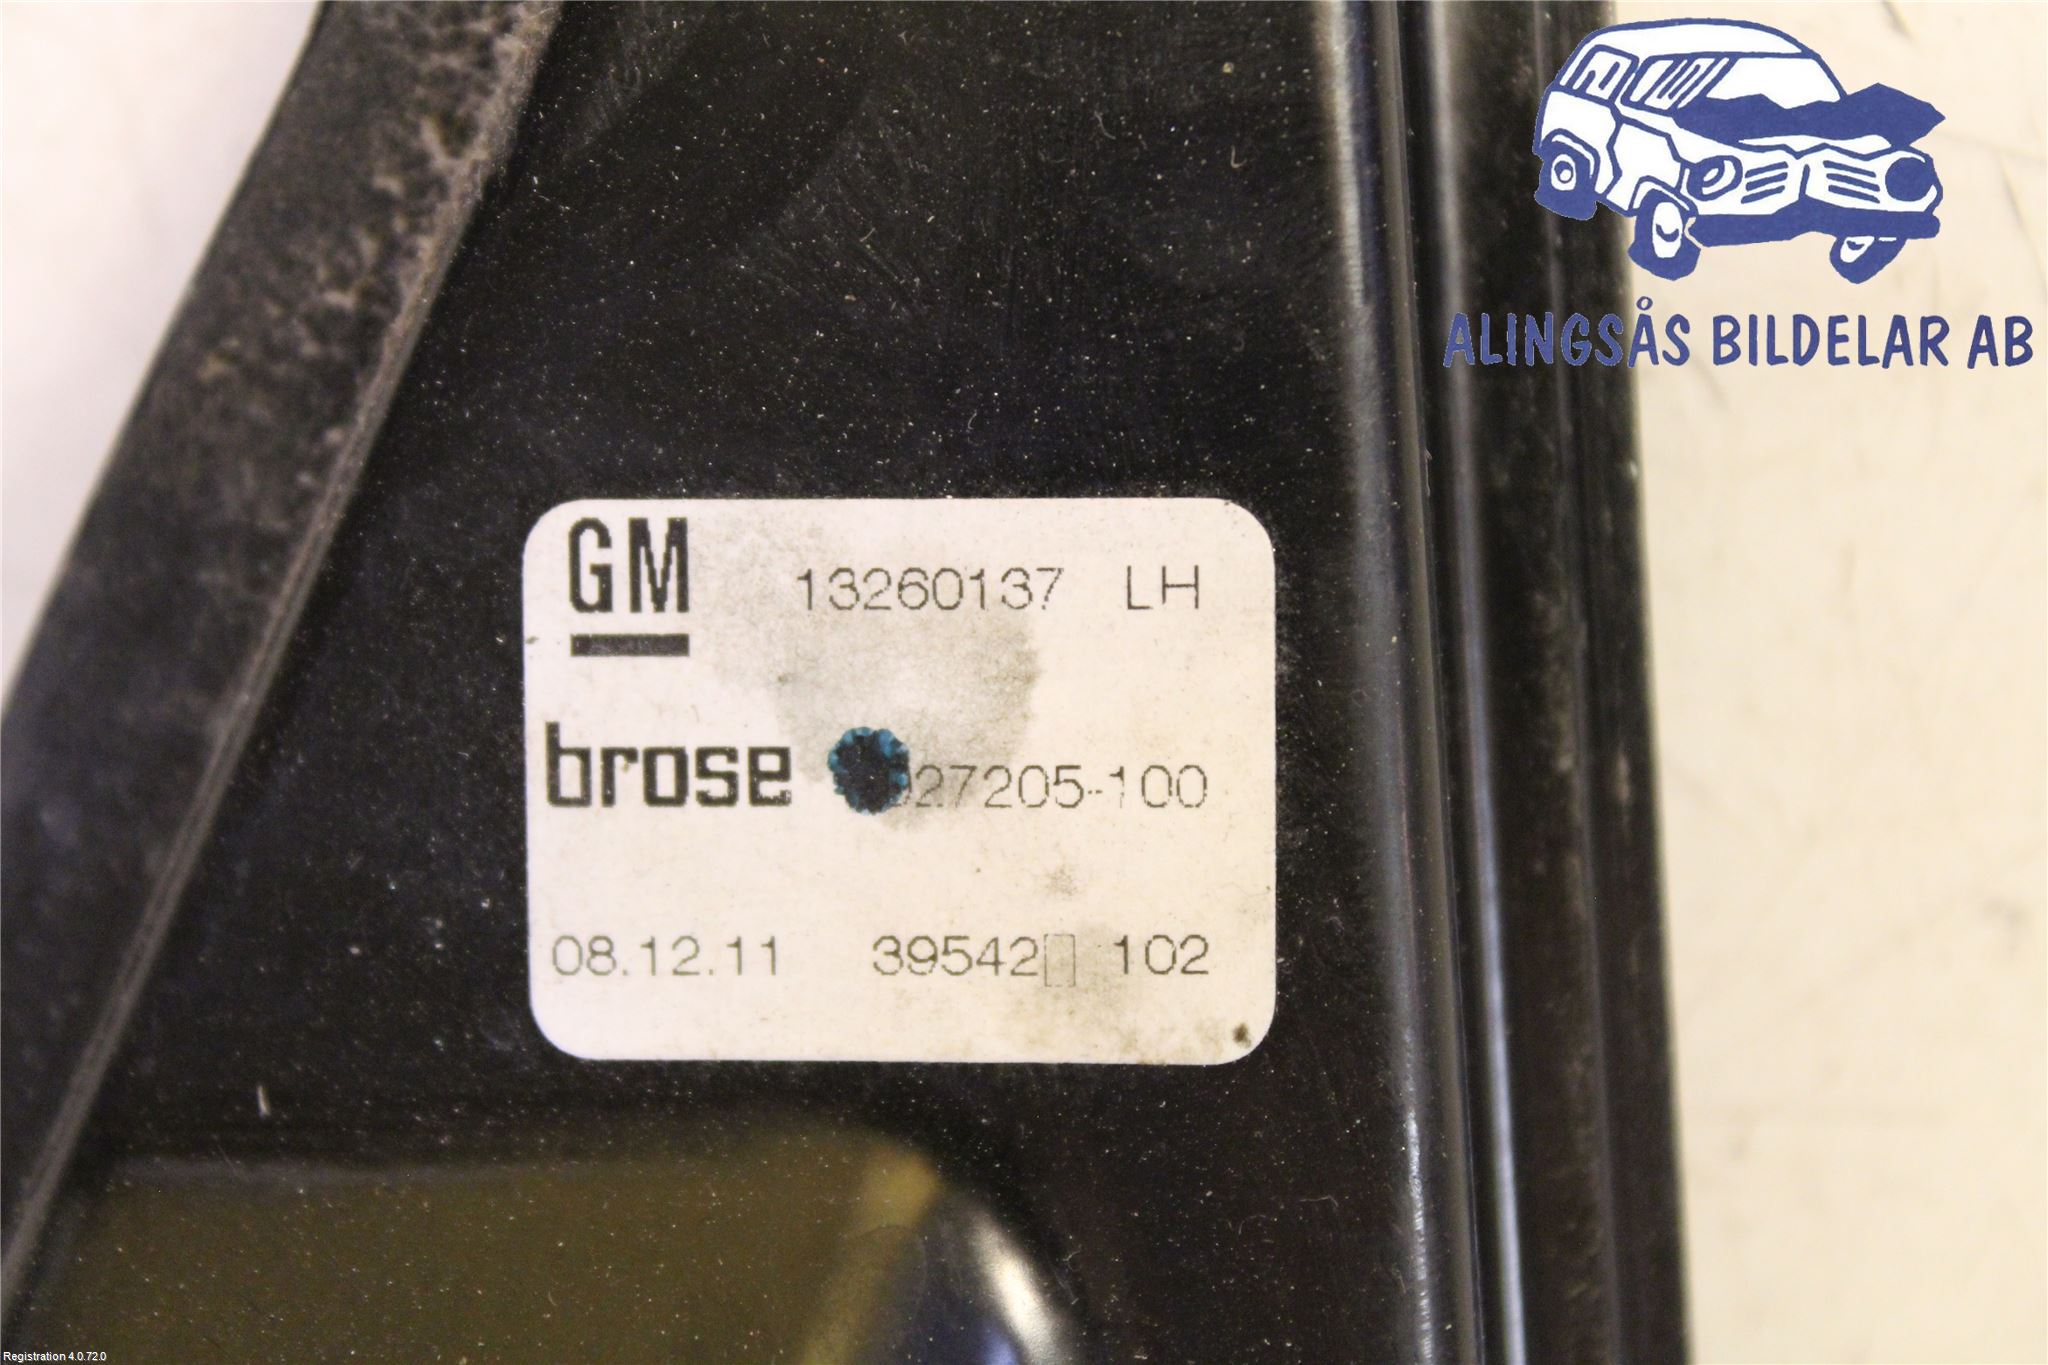 ALINGSÅS BILDELAR AB
GM 13260137 LH
brose 27205-100
08.12.11 39542 102
Registration 4.0.72.0